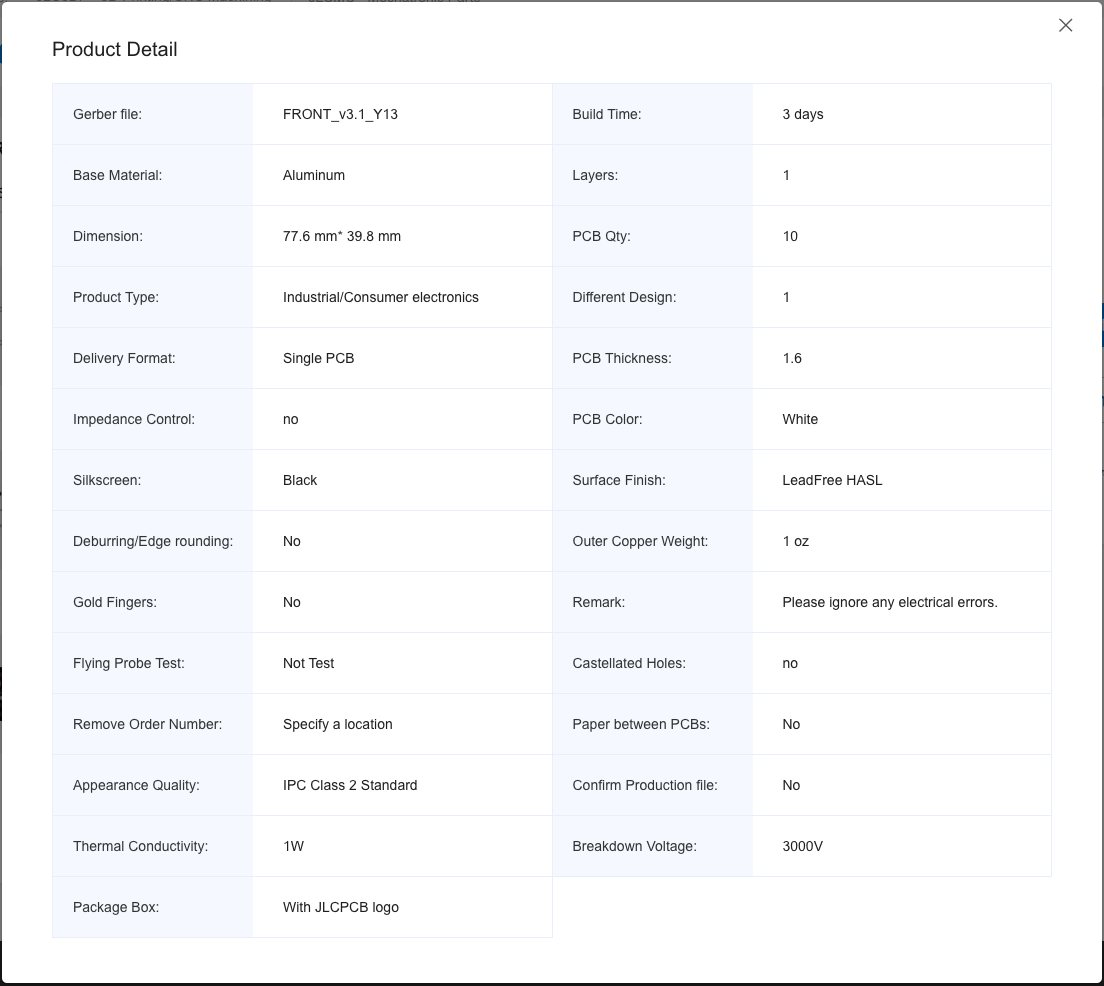 Product Detail
Gerber file: FRONT_v3.1_Y13 Build Time: 3 days
Base Material: Aluminum Layers: 1
Dimension: 77.6 mm* 39.8 mm PCB Qty: 10
Product Type: Industrial/Consumer electronics Different Design: 1
Delivery Format: Single PCB PCB Thickness: 1.6
Impedance Control: no PCB Color: White
Silkscreen: Black Surface Finish: LeadFree HASL
Deburring/Edge rounding: No Outer Copper Weight: 1 oz
Gold Fingers: No Remark: Please ignore any electrical errors.
Flying Probe Test: Not Test Castellated Holes: no
Remove Order Number: Specify a location Paper between PCBs: No
Appearance Quality: IPC Class 2 Standard Confirm Production file: No
Thermal Conductivity: 1W Breakdown Voltage: 3000V
Package Box: With JLCPCB logo